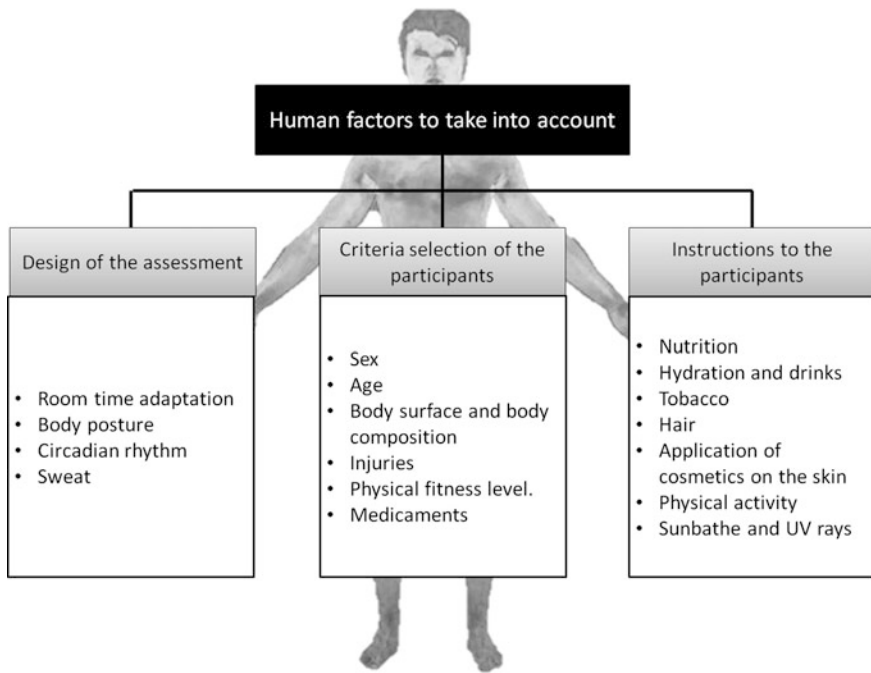 Human factors to take into account
Design of the assessment
• Room time adaptation
• Body posture
• Circadian rhythm
• Sweat
Criteria selection of the
participants
• Sex
• Age
• Body surface and body
composition
• Injuries
• Physical fitness level.
• Medicaments
Instructions to the
participants
• Nutrition
• Hydration and drinks
• Tobacco
• Hair
• Application of
cosmetics on the skin
• Physical activity
• Sunbathe and UV rays